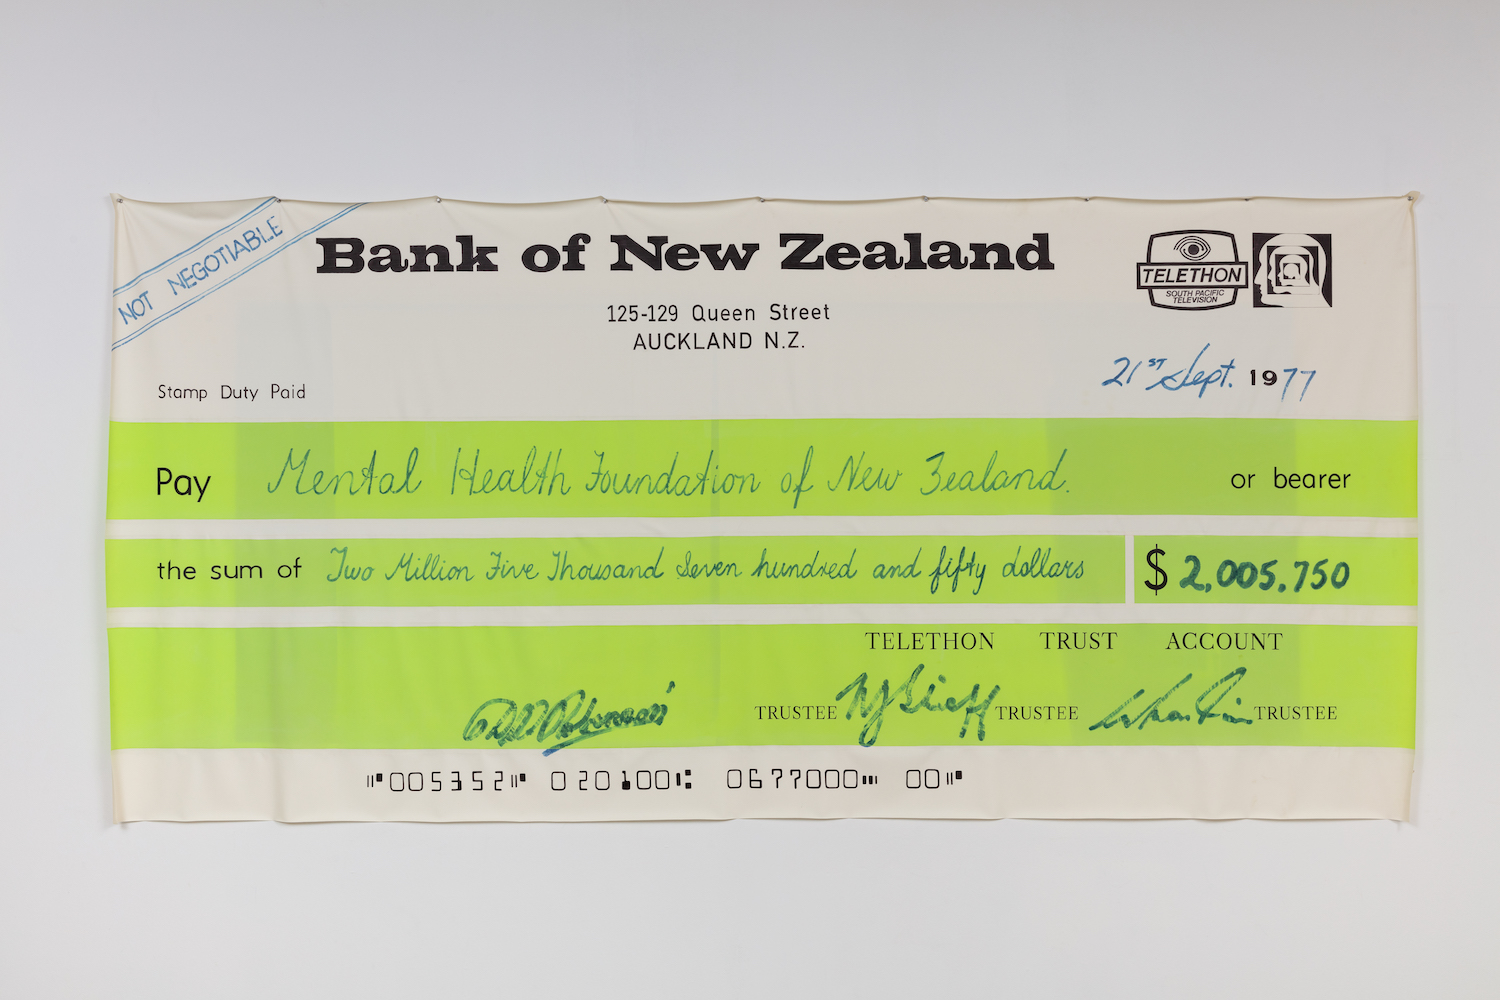 NOT NEGOTIABLE
Bank of New Zealand
TELETHON
SOUTH PACIFIC
TELEVISION
125-129 Queen Street
AUCKLAND N.Z.
21ST Sept. 1977
Stamp Duty Paid
Pay Mental Health Foundation of New Zealand. or bearer
the sum of Two Million Five Thousand Seven hundred and fifty dollars $ 2,005.750
TELETHON TRUST ACCOUNT
TRUSTEE TRUSTEE TRUSTEE
005352 020100 0677000 00